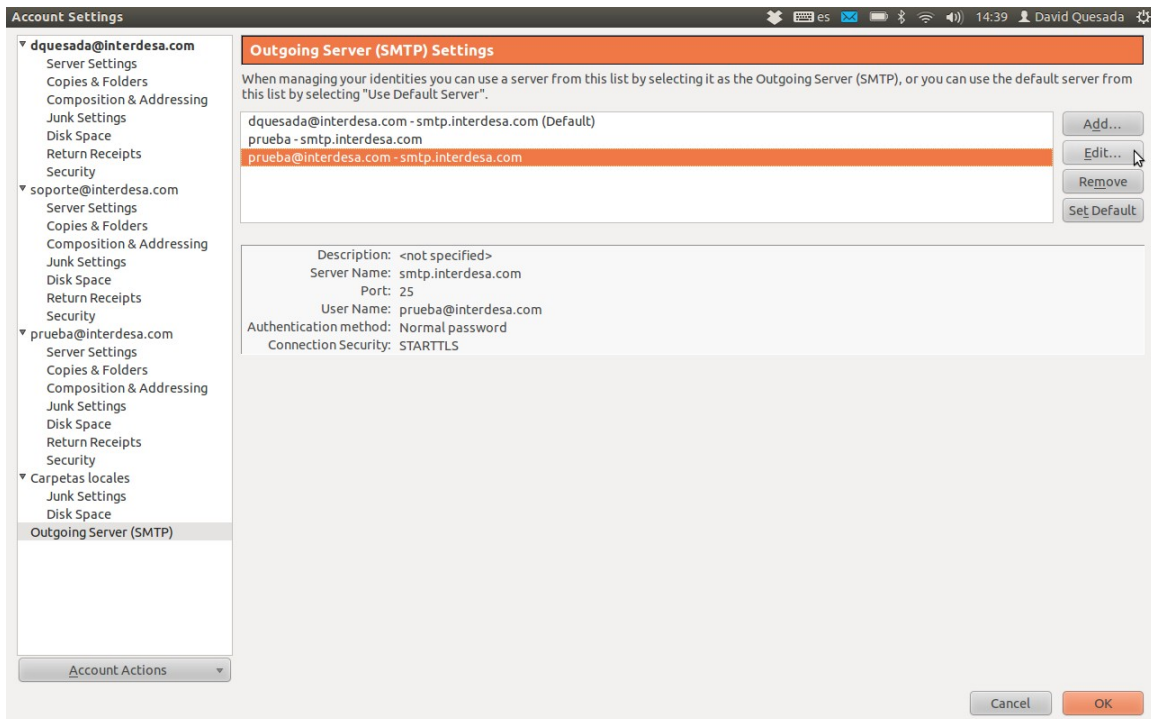 Account Settings
es
14:39
David Quesada
dquesada@interdesa.com
Server Settings
Copies & Folders
Composition & Addressing
Junk Settings
Disk Space
Return Receipts
Security
soporte@interdesa.com
Server Settings
Copies & Folders
Composition & Addressing
Junk Settings
Disk Space
Return Receipts
Security
prueba@interdesa.com
Server Settings
Copies & Folders
Composition & Addressing
Junk Settings
Disk Space
Return Receipts
Security
Carpetas locales
Junk Settings
Disk Space
Outgoing Server (SMTP)
Account Actions
Outgoing Server (SMTP) Settings
When managing your identities you can use a server from this list by selecting it as the Outgoing Server (SMTP), or you can use the default server from
this list by selecting "Use Default Server".
dquesada@interdesa.com - smtp.interdesa.com (Default)
prueba - smtp.interdesa.com
prueba@interdesa.com - smtp.interdesa.com
Add...
Edit...
Remove
Set Default
Description: <not specified>
Server Name: smtp.interdesa.com
Port: 25
User Name: prueba@interdesa.com
Authentication method: Normal password
Connection Security: STARTTLS
Cancel
OK